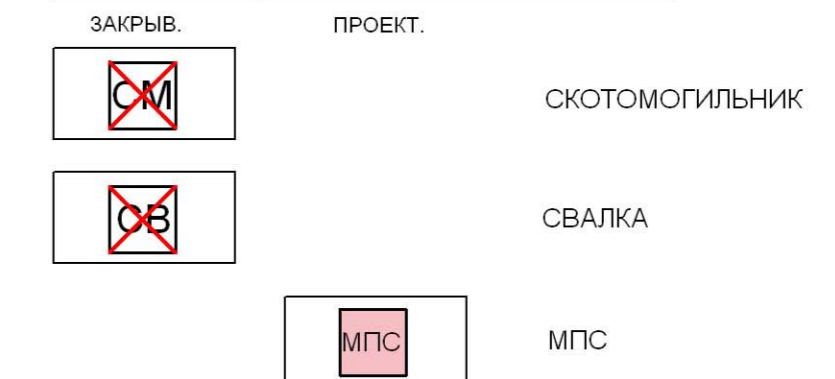 ЗАКРЫВ. ПРОЕКТ.
СМ СКОТОМОГИЛЬНИК
СВ СВАЛКА
МПС МПС